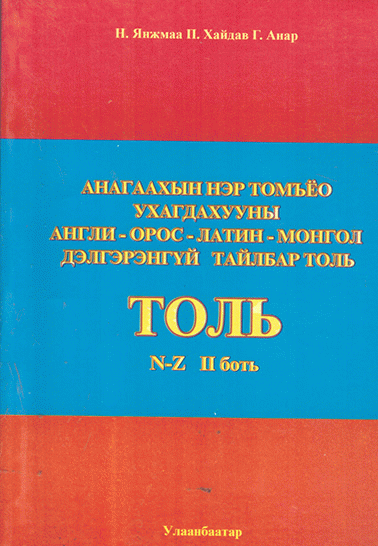 Н. Янжмаа П. Хайдав Г. Анар
АНАГААХЫН НЭР ТОМЪЁО
УХАГДАХУУНЫ
АНГЛИ - ОРОС - ЛАТИН - МОНГОЛ
ДЭЛГЭРЭНГҮЙ ТАЙЛБАР ТОЛЬ
ТОЛЬ
N-Z II боть
Улаанбаатар